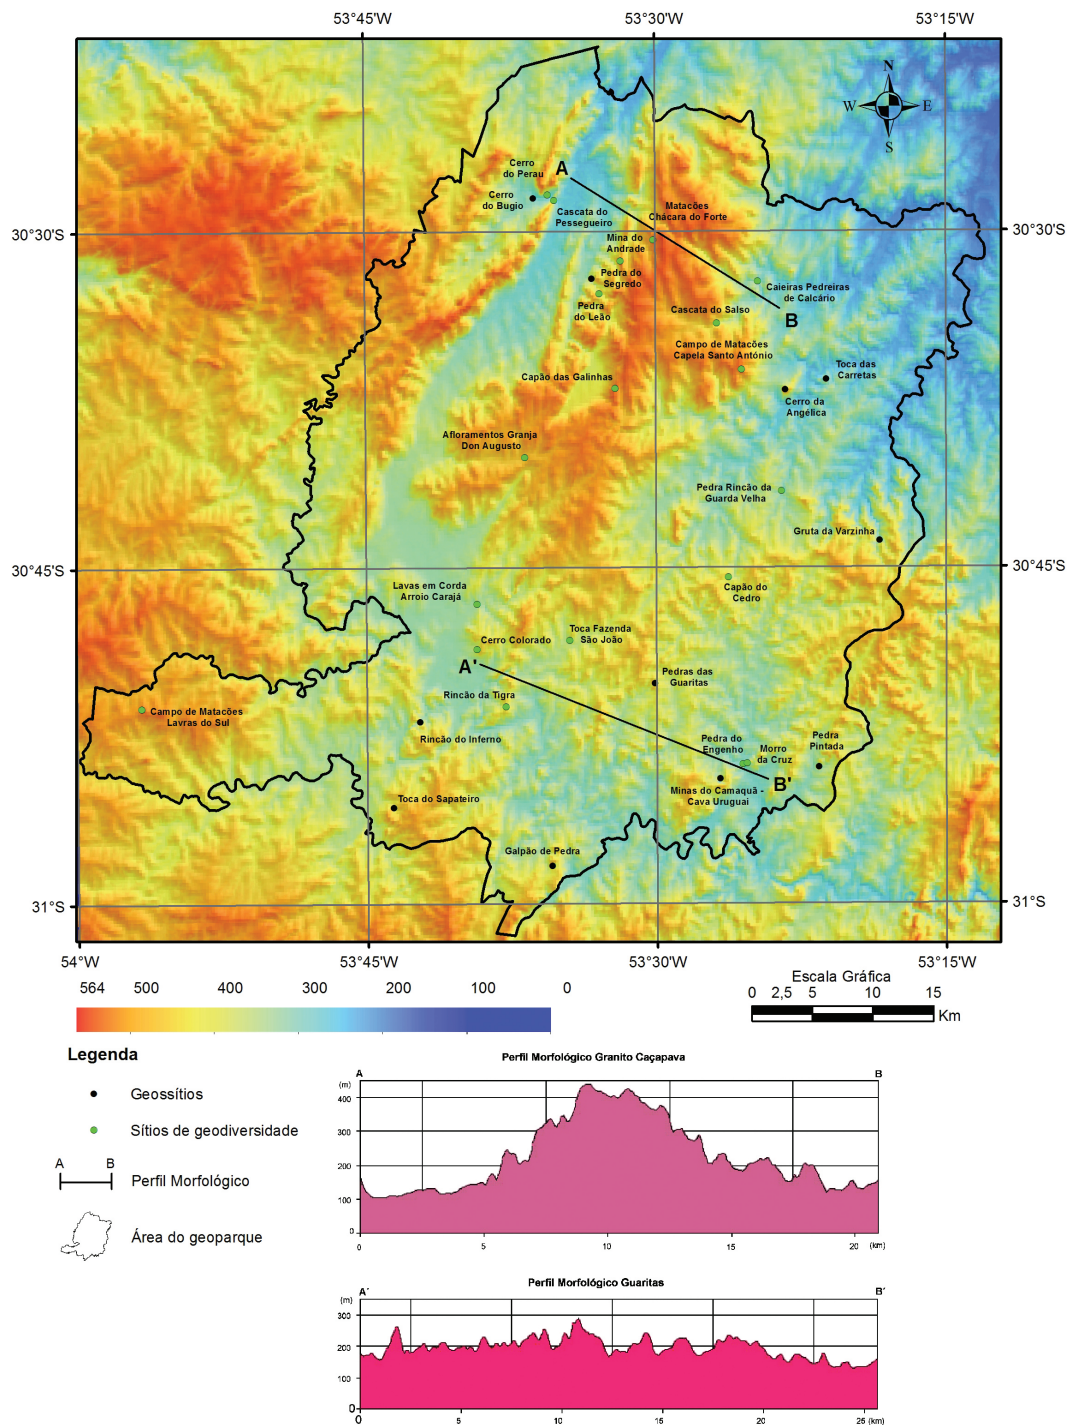 53°45'W
53°30'W
53°15'W
N
W
E
S
Cerro
do Perau
A
Cerro
do Bugio
Cascata do
Pessegueiro
Matacões
Chácara do Forte
30°30'S
30°30'S
Mina do
Andrade
Pedra do
Segredo
Pedra
do Leão
Caieiras Pedreiras
de Calcário
Cascata do Salso
B
Campo de Matacões
Capela Santo António
Toca das
Carretas
Capão das Galinhas
Cerro da
Angélica
Afloramentos Granja
Don Augusto
Pedra Rincão da
Guarda Velha
Gruta da Varzinha
30°45'S
30°45'S
Lavas em Corda
Arroio Carajá
Capão do
Cedro
Cerro Colorado
Toca Fazenda
São João
A'
Pedras das
Guaritas
Rincão da Tigra
Campo de Matacões
Lavras do Sul
Rincão do Inferno
Pedra do
Engenho
Morro
da Cruz
Pedra
Pintada
B'
Minas do Camaquã -
Cava Uruguai
Toca do Sapateiro
Galpão de Pedra
31°S
31°S
54°W
53°45'W
53°30'W
53°15'W
564 500 400 300 200 100 0
Escala Gráfica
0 2,5 5 10 15
Km
Legenda
Geossítios
Sítios de geodiversidade
A B
Perfil Morfológico
Área do geoparque
Perfil Morfológico Granito Caçapava
A B
(m)
400
300
200
100
0
0 5 10 15 20 (km)
Perfil Morfológico Guaritas
A´ B´
(m)
300
200
100
0
0 5 10 15 20 25 (km)